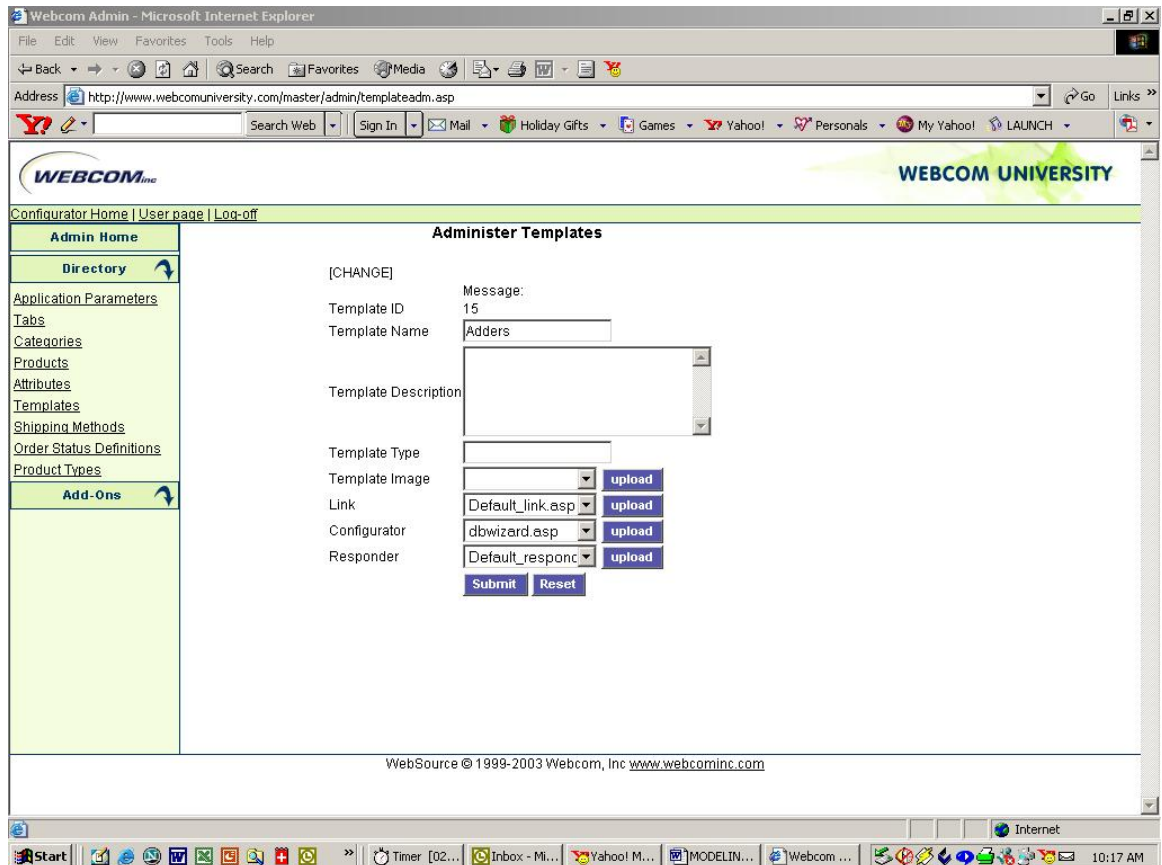 Webcom Admin - Microsoft Internet Explorer
File Edit View Favorites Tools Help
Back Search Favorites Media
Address http://www.webcomuniversity.com/master/admin/templateadm.asp Go Links »
Y! Search Web Sign In Mail Holiday Gifts Games Yahoo! Personals My Yahoo! LAUNCH
WEBCOM inc WEBCOM UNIVERSITY
Configurator Home | User page | Log-off
Admin Home
Directory
Application Parameters
Tabs
Categories
Products
Attributes
Templates
Shipping Methods
Order Status Definitions
Product Types
Add-Ons
Administer Templates
[CHANGE]
Message:
Template ID 15
Template Name Adders
Template Description
Template Type
Template Image upload
Link Default_link.asp upload
Configurator dbwizard.asp upload
Responder Default_respond upload
Submit Reset
WebSource © 1999-2003 Webcom, Inc www.webcominc.com
Internet
Start » Timer [02... Inbox - Mi... Yahoo! M... MODELIN... Webcom ... 10:17 AM